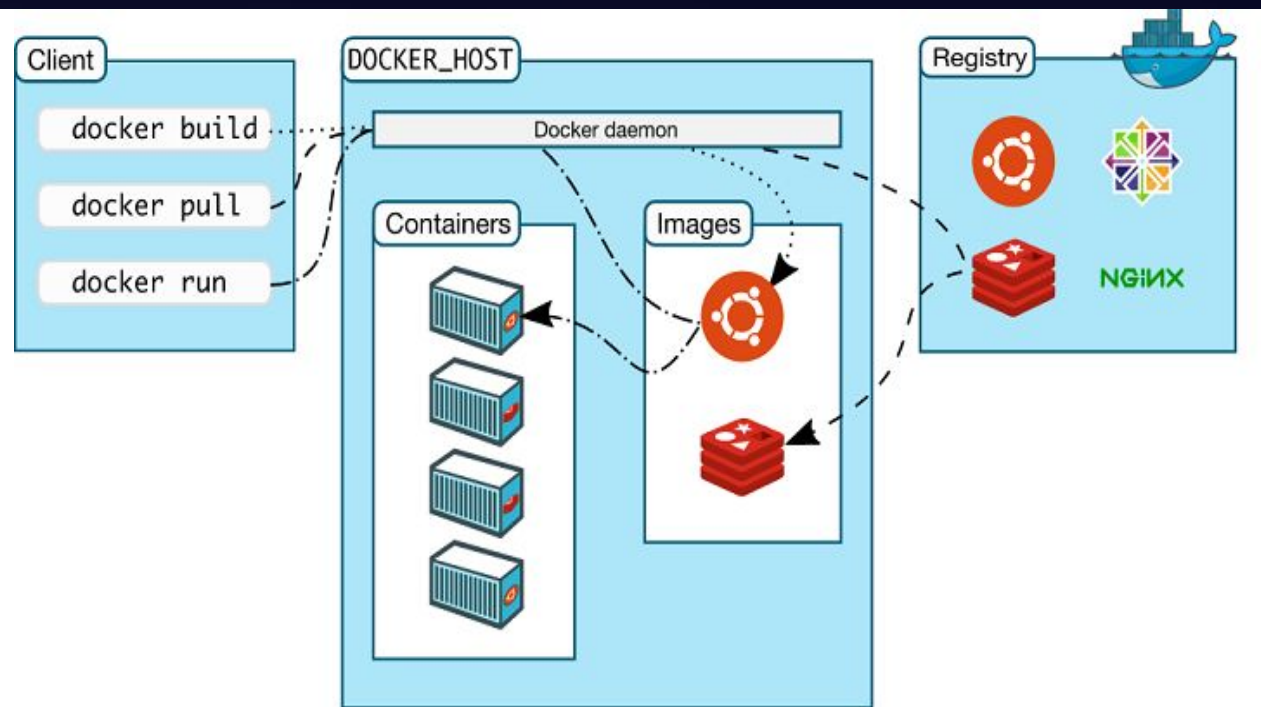 Client
docker build
docker pull
docker run
DOCKER_HOST
Docker daemon
Containers
Images
Registry
NGINX